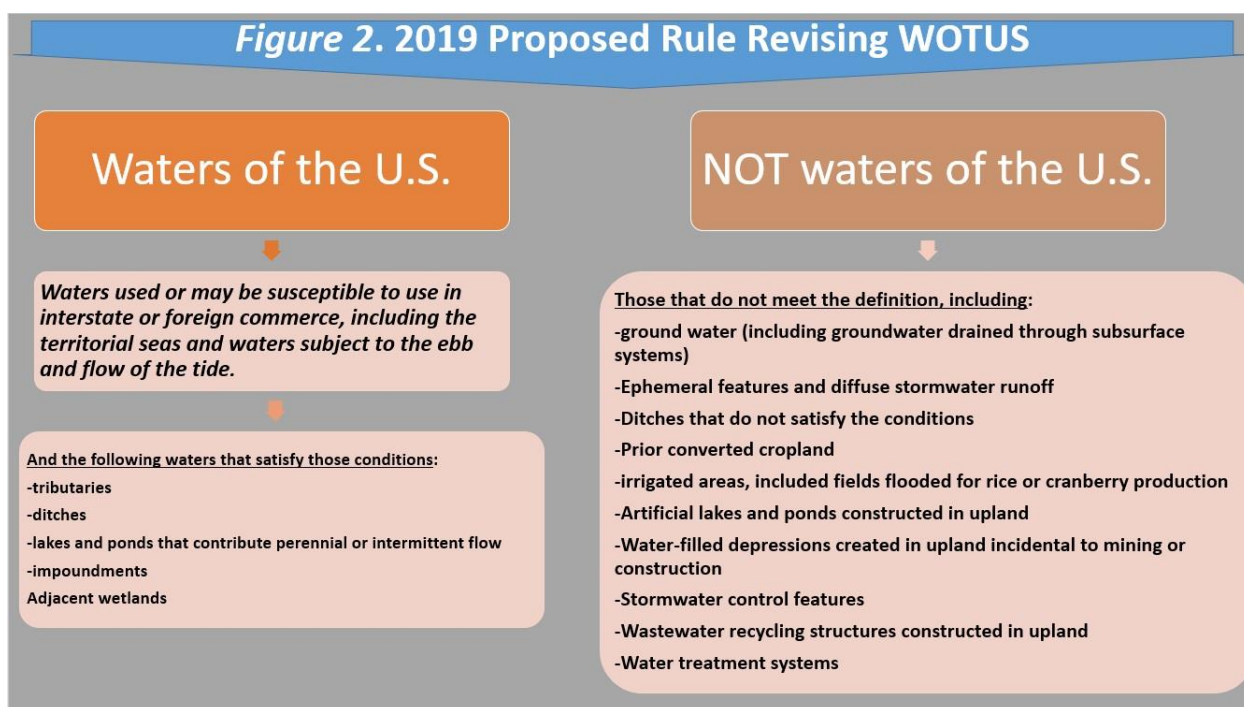 Figure 2. 2019 Proposed Rule Revising WOTUS
Waters of the U.S.
Waters used or may be susceptible to use in
interstate or foreign commerce, including the
territorial seas and waters subject to the ebb
and flow of the tide.
And the following waters that satisfy those conditions:
-tributaries
-ditches
-lakes and ponds that contribute perennial or intermittent flow
-impoundments
Adjacent wetlands
NOT waters of the U.S.
Those that do not meet the definition, including:
-ground water (including groundwater drained through subsurface
systems)
-Ephemeral features and diffuse stormwater runoff
-Ditches that do not satisfy the conditions
-Prior converted cropland
-irrigated areas, included fields flooded for rice or cranberry production
-Artificial lakes and ponds constructed in upland
-Water-filled depressions created in upland incidental to mining or
construction
-Stormwater control features
-Wastewater recycling structures constructed in upland
-Water treatment systems